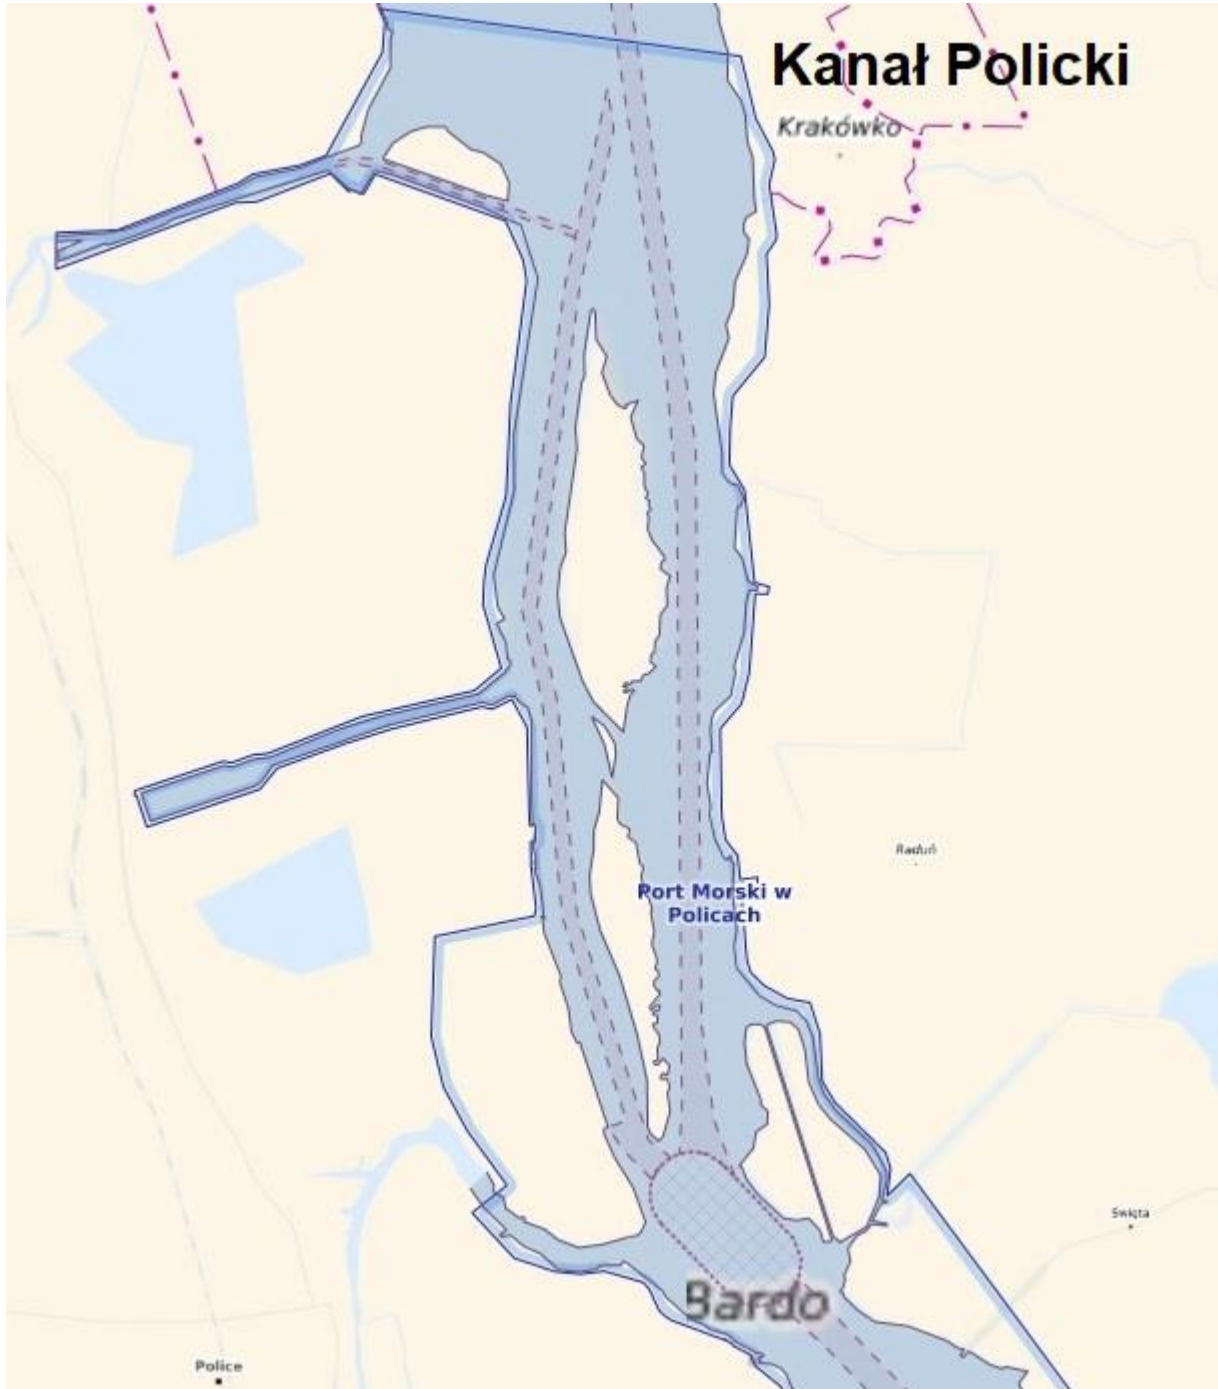 Kanał Policki
Krakówko
Raduń
Port Morski w
Policach
Święta
Bardo
Police